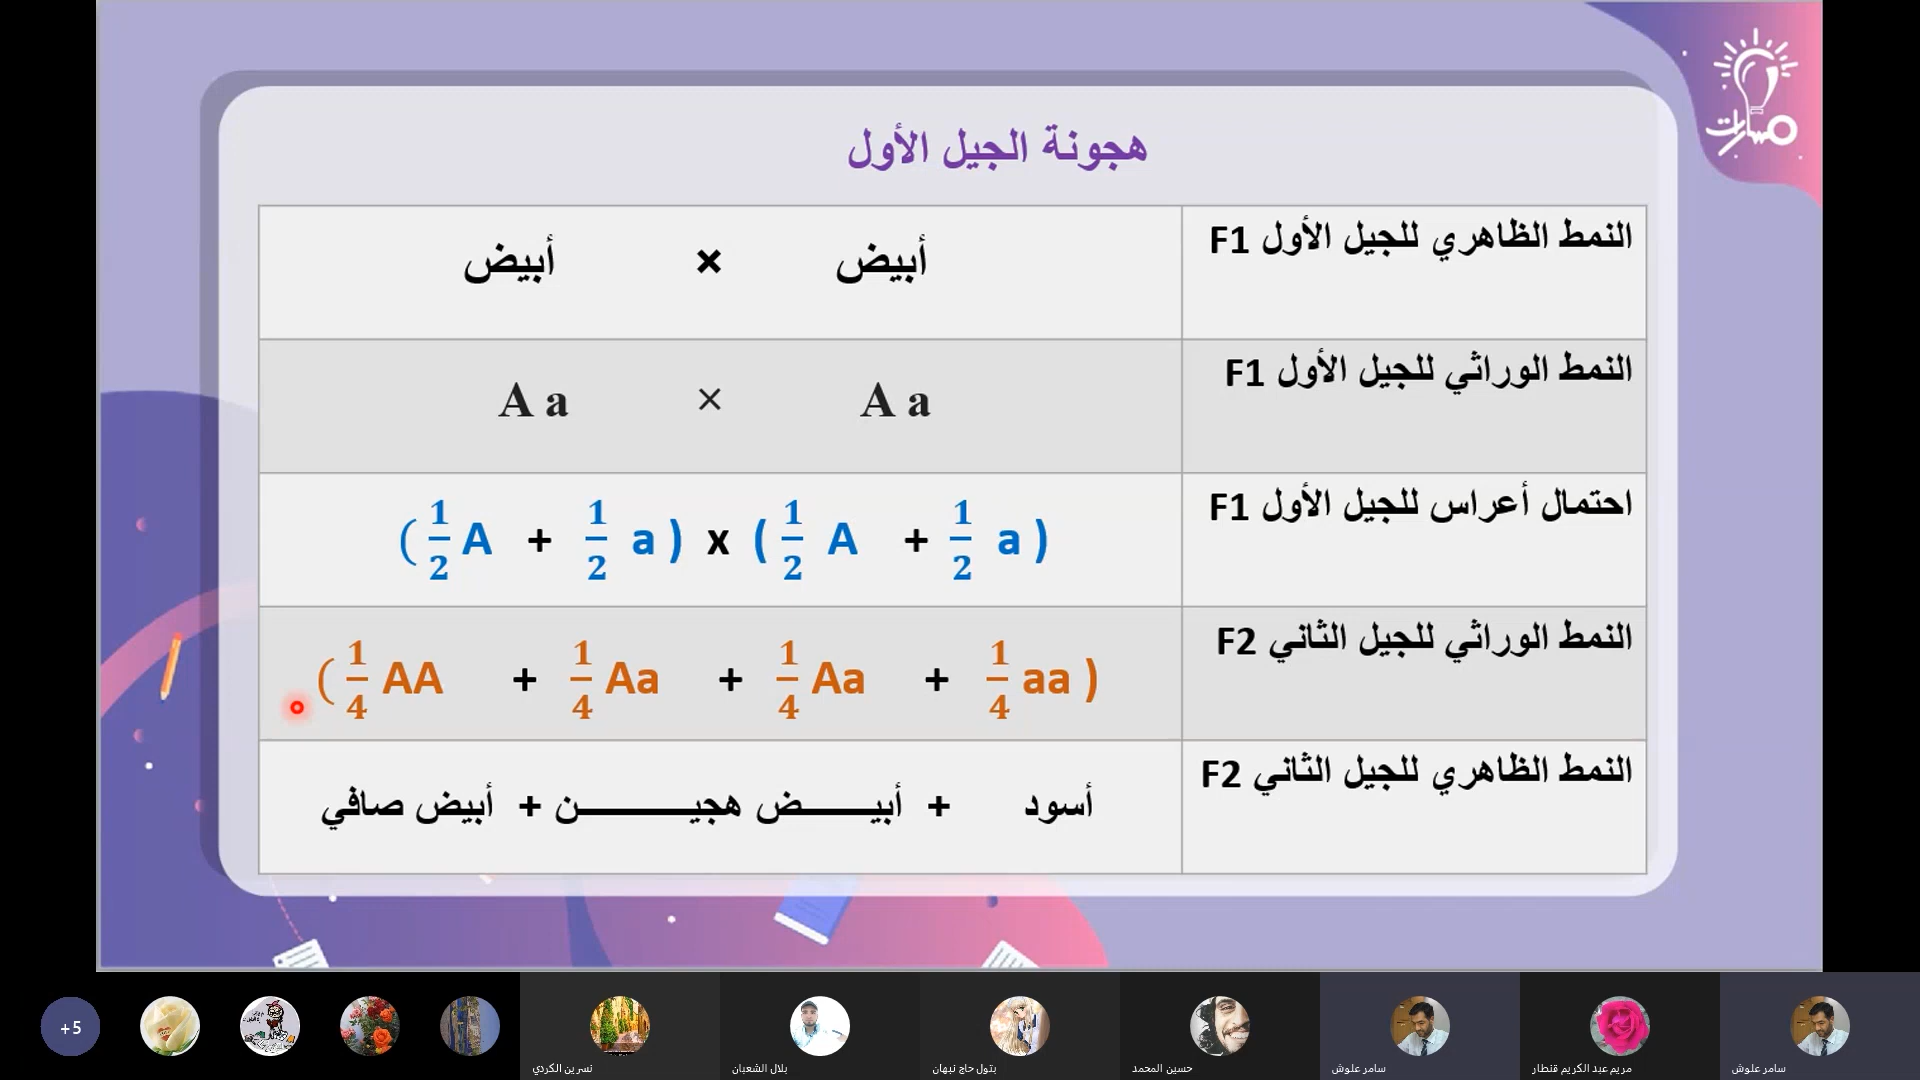 مسارات
هجونة الجيل الأول
النمط الظاهري للجيل الأول F1
أبيض × أبيض
النمط الوراثي للجيل الأول F1
A a × A a
احتمال أعراس للجيل الأول F1
( 1/2 A + 1/2 a ) x ( 1/2 A + 1/2 a )
النمط الوراثي للجيل الثاني F2
( 1/4 AA + 1/4 Aa + 1/4 Aa + 1/4 aa )
النمط الظاهري للجيل الثاني F2
أسود + أبيـــــض هجيـــــــــن + أبيض صافي
+5
نسرين الكردي
بلال الشعبان
بتول حاج نبهان
حسين المحمد
سامر علوش
مريم عبد الكريم قنطار
سامر علوش